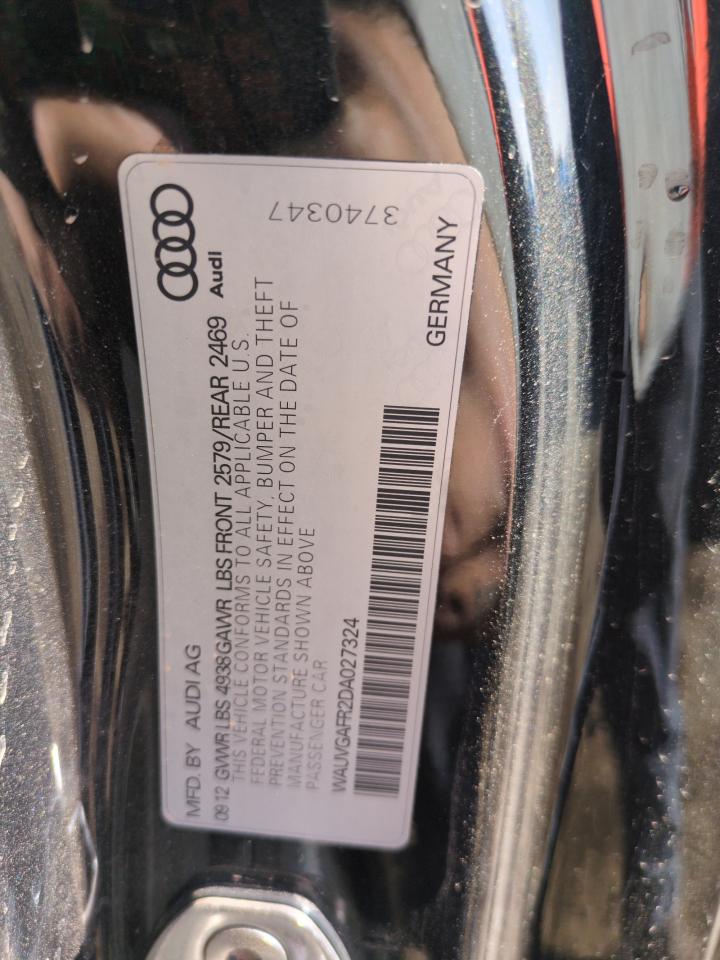 Audi
MFD. BY AUDI AG
0912 GVWR LBS 4938 GAWR LBS FRONT 2579/REAR 2469
THIS VEHICLE CONFORMS TO ALL APPLICABLE U.S.
FEDERAL MOTOR VEHICLE SAFETY, BUMPER AND THEFT
PREVENTION STANDARDS IN EFFECT ON THE DATE OF
MANUFACTURE SHOWN ABOVE
PASSENGER CAR
WAUVGAFR2DA027324
GERMANY
3740347